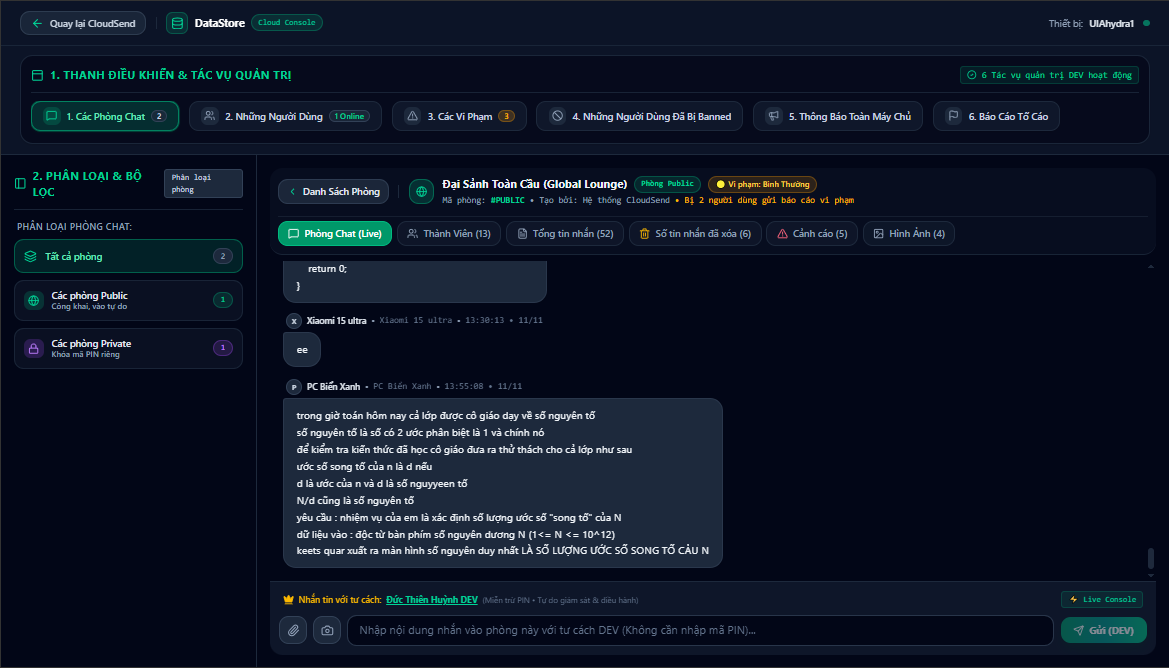 Quay lại CloudSend
DataStore
Cloud Console
Thiết bị: UIAhydra1
1. THANH ĐIỀU KHIỂN & TÁC VỤ QUẢN TRỊ
6 Tác vụ quản trị DEV hoạt động
1. Các Phòng Chat 2
2. Những Người Dùng 1 Online
3. Các Vi Phạm 3
4. Những Người Dùng Đã Bị Banned
5. Thông Báo Toàn Máy Chủ
6. Báo Cáo Tố Cáo
2. PHÂN LOẠI & BỘ
LỌC
Phân loại
phòng
PHÂN LOẠI PHÒNG CHAT:
Tất cả phòng 2
Các phòng Public 1
Công khai, vào tự do
Các phòng Private 1
Khóa mã PIN riêng
Danh Sách Phòng
Đại Sảnh Toàn Cầu (Global Lounge) Phòng Public Vi phạm: Bình Thường
Mã phòng: #PUBLIC • Tạo bởi: Hệ thống CloudSend • Bị 2 người dùng gửi báo cáo vi phạm
Phòng Chat (Live)
Thành Viên (13)
Tổng tin nhắn (52)
Số tin nhắn đã xóa (6)
Cảnh cáo (5)
Hình Ảnh (4)
return 0;
}
X Xiaomi 15 ultra • Xiaomi 15 ultra • 13:30:13 • 11/11
ee
P PC Biển Xanh • PC Biển Xanh • 13:55:08 • 11/11
trong giờ toán hôm nay cả lớp được cô giáo dạy về số nguyên tố
số nguyên tố là số có 2 ước phân biệt là 1 và chính nó
để kiểm tra kiến thức đã học cô giáo đưa ra thử thách cho cả lớp như sau
ước số song tố của n là d nếu
d là ước của n và d là số nguyyeen tố
N/d cũng là số nguyên tố
yêu cầu : nhiệm vụ của em là xác định số lượng ước số "song tố" của N
dữ liệu vào : độc từ bàn phím số nguyên dương N (1<= N <= 10^12)
keets quar xuất ra màn hình số nguyên duy nhất LÀ SỐ LƯỢNG ƯỚC SỐ SONG TỐ CẢU N
Nhắn tin với tư cách: Đức Thiên Huỳnh DEV (Miễn trừ PIN • Tự do giám sát & điều hành)
Live Console
Nhập nội dung nhắn vào phòng này với tư cách DEV (Không cần nhập mã PIN)...
Gửi (DEV)